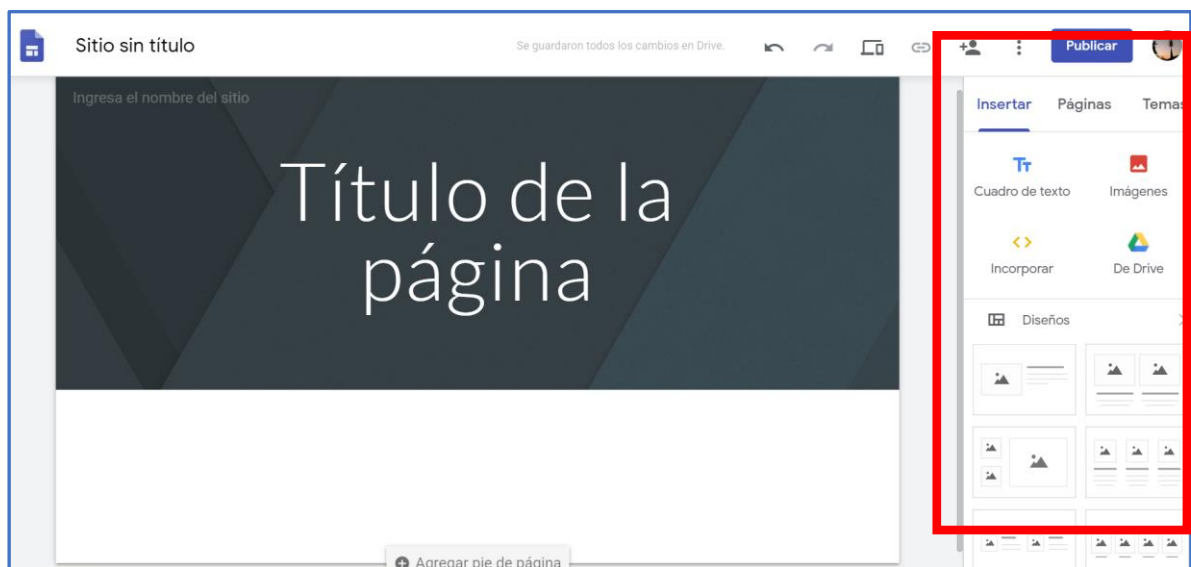 Sitio sin título
Se guardaron todos los cambios en Drive.
Publicar
Ingresa el nombre del sitio
Título de la
página
Insertar Páginas Temas
Cuadro de texto Imágenes
Incorporar De Drive
Diseños
Agregar pie de página